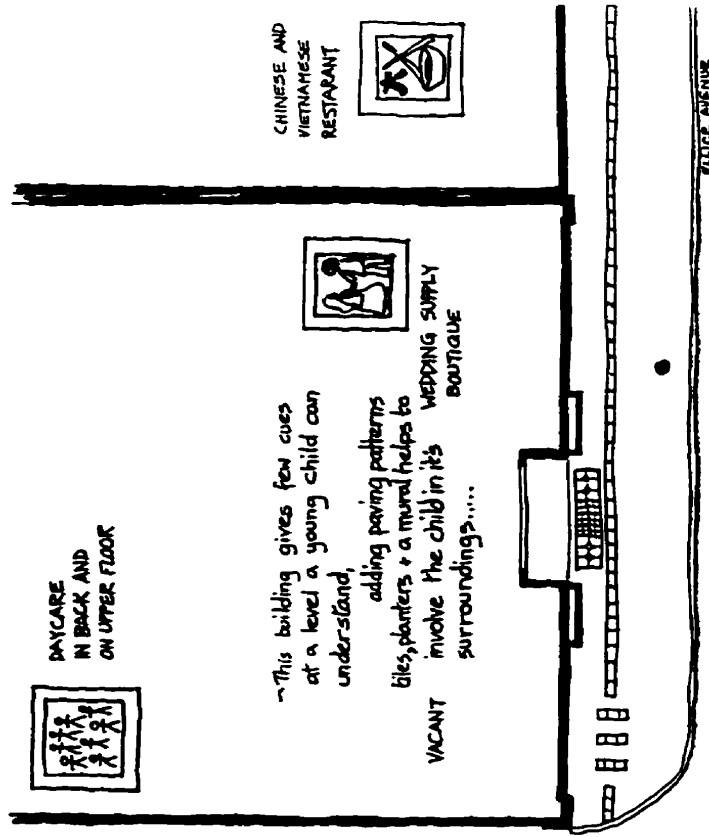 DAYCARE
IN BACK AND
ON UPPER FLOOR
CHINESE AND
VIETNAMESE
RESTARANT
~This building gives few cues
at a level a young child can
understand,
adding paving patterns
tiles, planters + a mural helps to
involve the child in it's
surroundings.....
VACANT
WEDDING SUPPLY
BOUTIQUE
ELLICE AVENUE